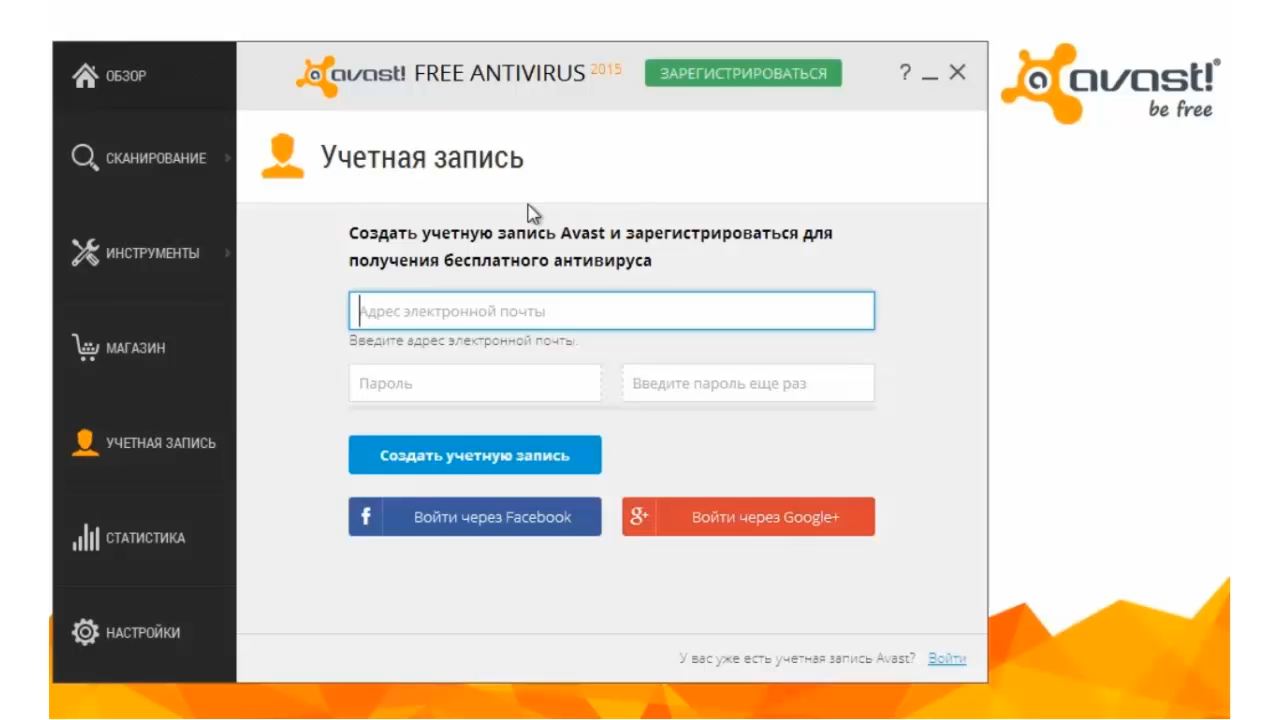 ОБЗОР
avast! FREE ANTIVIRUS 2015
ЗАРЕГИСТРИРОВАТЬСЯ
?
avast!
be free
СКАНИРОВАНИЕ
Учетная запись
ИНСТРУМЕНТЫ
Создать учетную запись Avast и зарегистрироваться для
получения бесплатного антивируса
Адрес электронной почты
Введите адрес электронной почты.
МАГАЗИН
Пароль
Введите пароль еще раз
УЧЕТНАЯ ЗАПИСЬ
Создать учетную запись
f Войти через Facebook
g+ Войти через Google+
СТАТИСТИКА
НАСТРОЙКИ
У вас уже есть учетная запись Avast? Войти